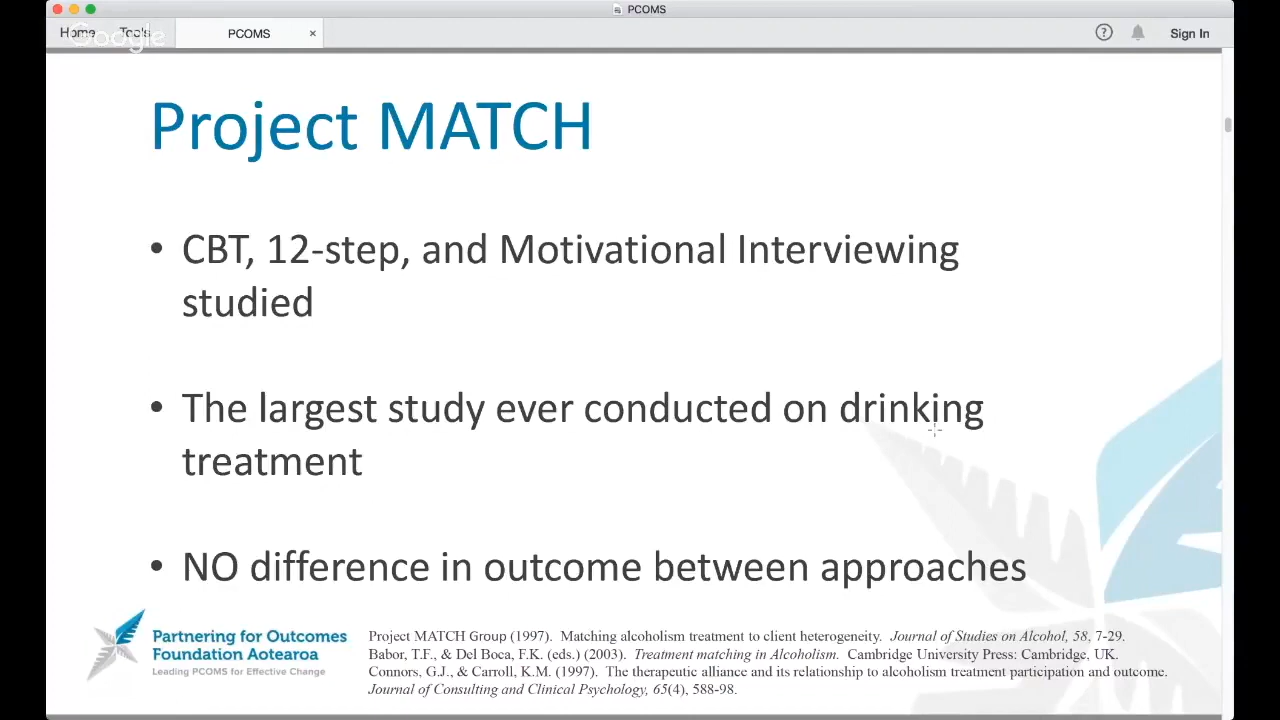 PCOMS
Home Tools PCOMS × ? Sign In
Google
Project MATCH
• CBT, 12-step, and Motivational Interviewing
studied
• The largest study ever conducted on drinking
treatment
• NO difference in outcome between approaches
Partnering for Outcomes
Foundation Aotearoa
Leading PCOMS for Effective Change
Project MATCH Group (1997). Matching alcoholism treatment to client heterogeneity. Journal of Studies on Alcohol, 58, 7-29.
Babor, T.F., & Del Boca, F.K. (eds.) (2003). Treatment matching in Alcoholism. Cambridge University Press: Cambridge, UK.
Connors, G.J., & Carroll, K.M. (1997). The therapeutic alliance and its relationship to alcoholism treatment participation and outcome.
Journal of Consulting and Clinical Psychology, 65(4), 588-98.